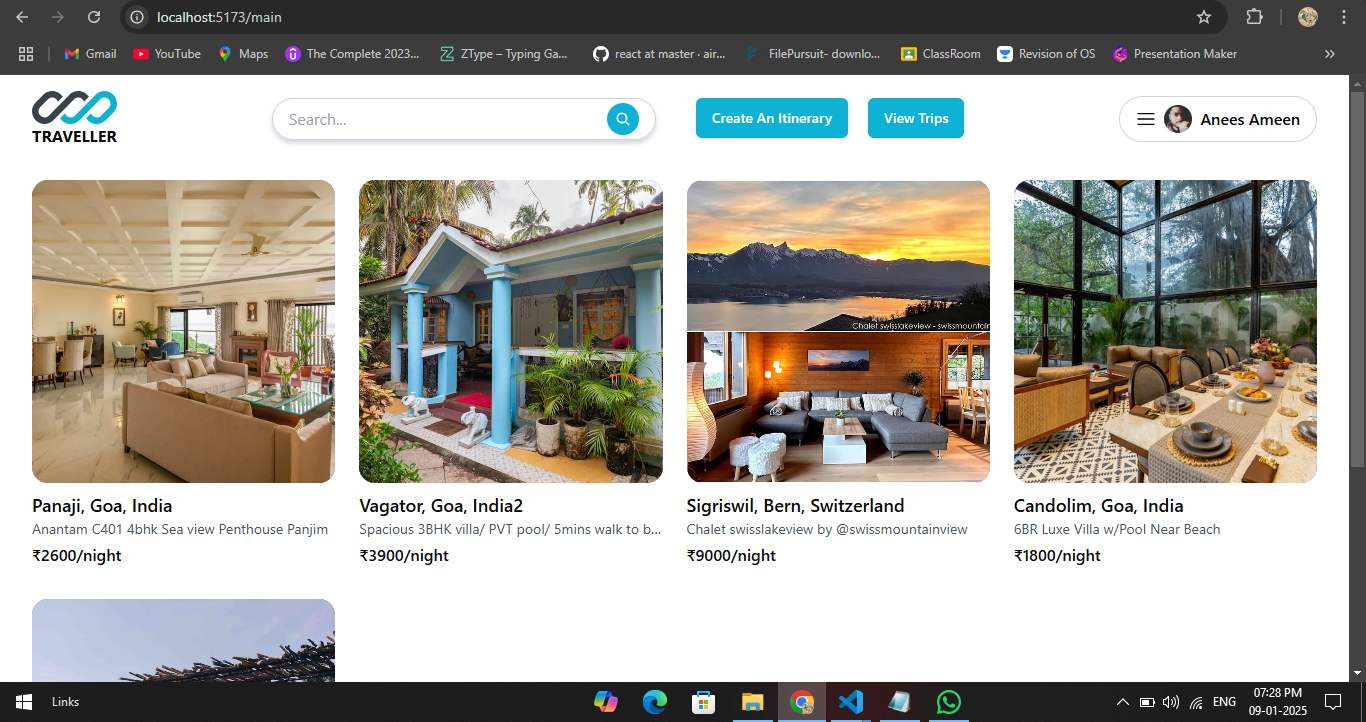 localhost:5173/main
Gmail
YouTube
Maps
The Complete 2023...
ZType – Typing Ga...
react at master · air...
FilePursuit- downlo...
ClassRoom
Revision of OS
Presentation Maker
TRAVELLER
Search...
Create An Itinerary
View Trips
Anees Ameen
Chalet swisslakeview - swissmountain
Panaji, Goa, India
Anantam C401 4bhk Sea view Penthouse Panjim
₹2600/night
Vagator, Goa, India2
Spacious 3BHK villa/ PVT pool/ 5mins walk to b...
₹3900/night
Sigriswil, Bern, Switzerland
Chalet swisslakeview by @swissmountainview
₹9000/night
Candolim, Goa, India
6BR Luxe Villa w/Pool Near Beach
₹1800/night
Links
ENG
07:28 PM
09-01-2025